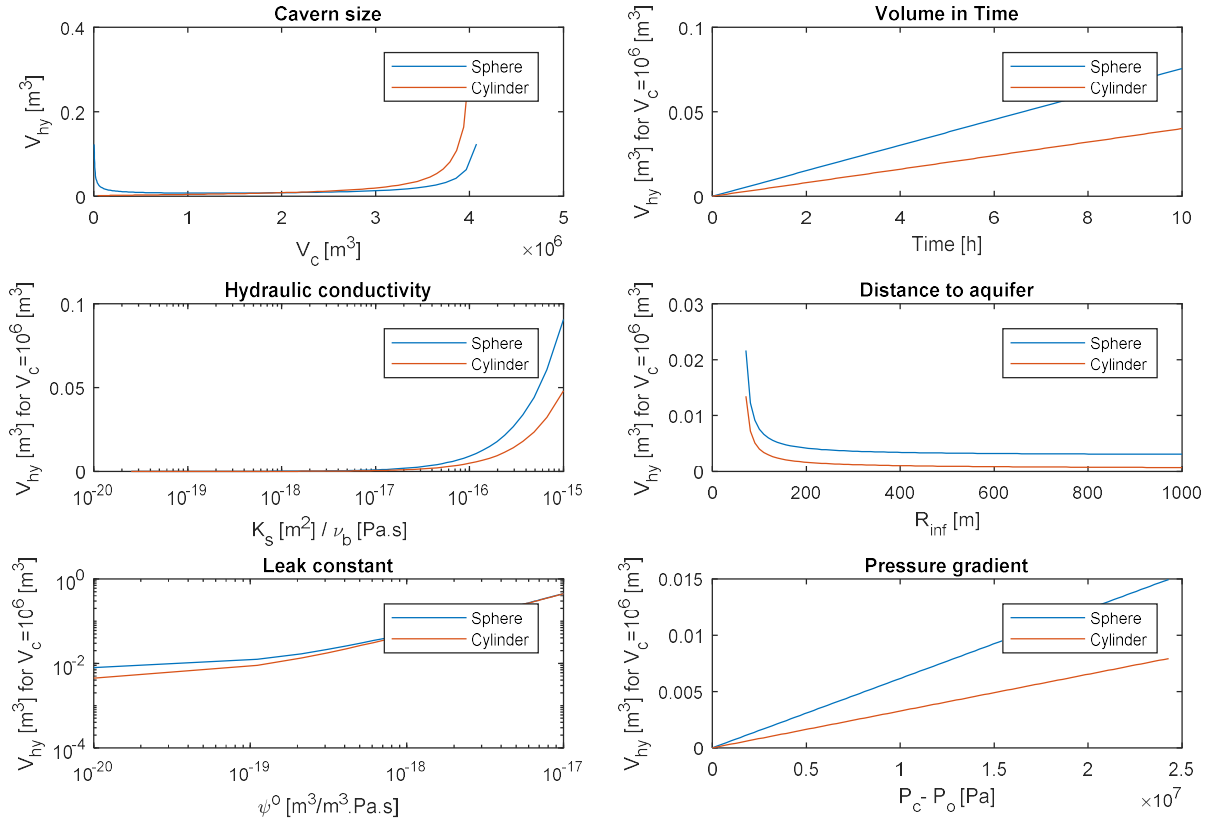 Cavern size
0.4
0.2
0
V_hy [m^3]
0 1 2 3 4 5
V_c [m^3]
×10^6
Sphere
Cylinder
Volume in Time
0.1
0.05
0
V_hy [m^3] for V_c=10^6 [m^3]
0 2 4 6 8 10
Time [h]
Sphere
Cylinder
Hydraulic conductivity
0.1
0.05
0
V_hy [m^3] for V_c=10^6 [m^3]
10^-20 10^-19 10^-18 10^-17 10^-16 10^-15
K_s [m^2] / ν_b [Pa.s]
Sphere
Cylinder
Distance to aquifer
0.03
0.02
0.01
0
V_hy [m^3] for V_c=10^6 [m^3]
0 200 400 600 800 1000
R_inf [m]
Sphere
Cylinder
Leak constant
10^0
10^-2
10^-4
V_hy [m^3] for V_c=10^6 [m^3]
10^-20 10^-19 10^-18 10^-17
ψ^o [m^3/m^3.Pa.s]
Sphere
Cylinder
Pressure gradient
0.015
0.01
0.005
0
V_hy [m^3] for V_c=10^6 [m^3]
0 0.5 1 1.5 2 2.5
P_c- P_o [Pa]
×10^7
Sphere
Cylinder